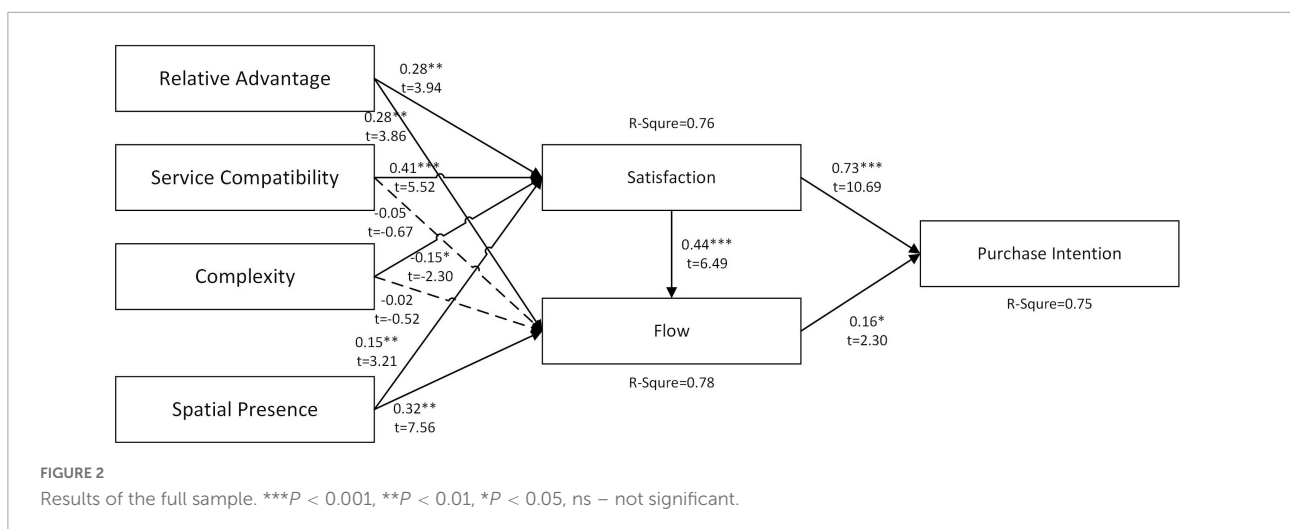 Relative Advantage
0.28**
t=3.94
0.28**
t=3.86
Service Compatibility
0.41***
t=5.52
-0.05
t=-0.67
Complexity
-0.15*
t=-2.30
-0.02
t=-0.52
0.15**
t=3.21
Spatial Presence
0.32**
t=7.56
R-Squre=0.76
Satisfaction
0.44***
t=6.49
Flow
R-Squre=0.78
0.73***
t=10.69
Purchase Intention
R-Squre=0.75
0.16*
t=2.30
FIGURE 2
Results of the full sample. ***P < 0.001, **P < 0.01, *P < 0.05, ns – not significant.